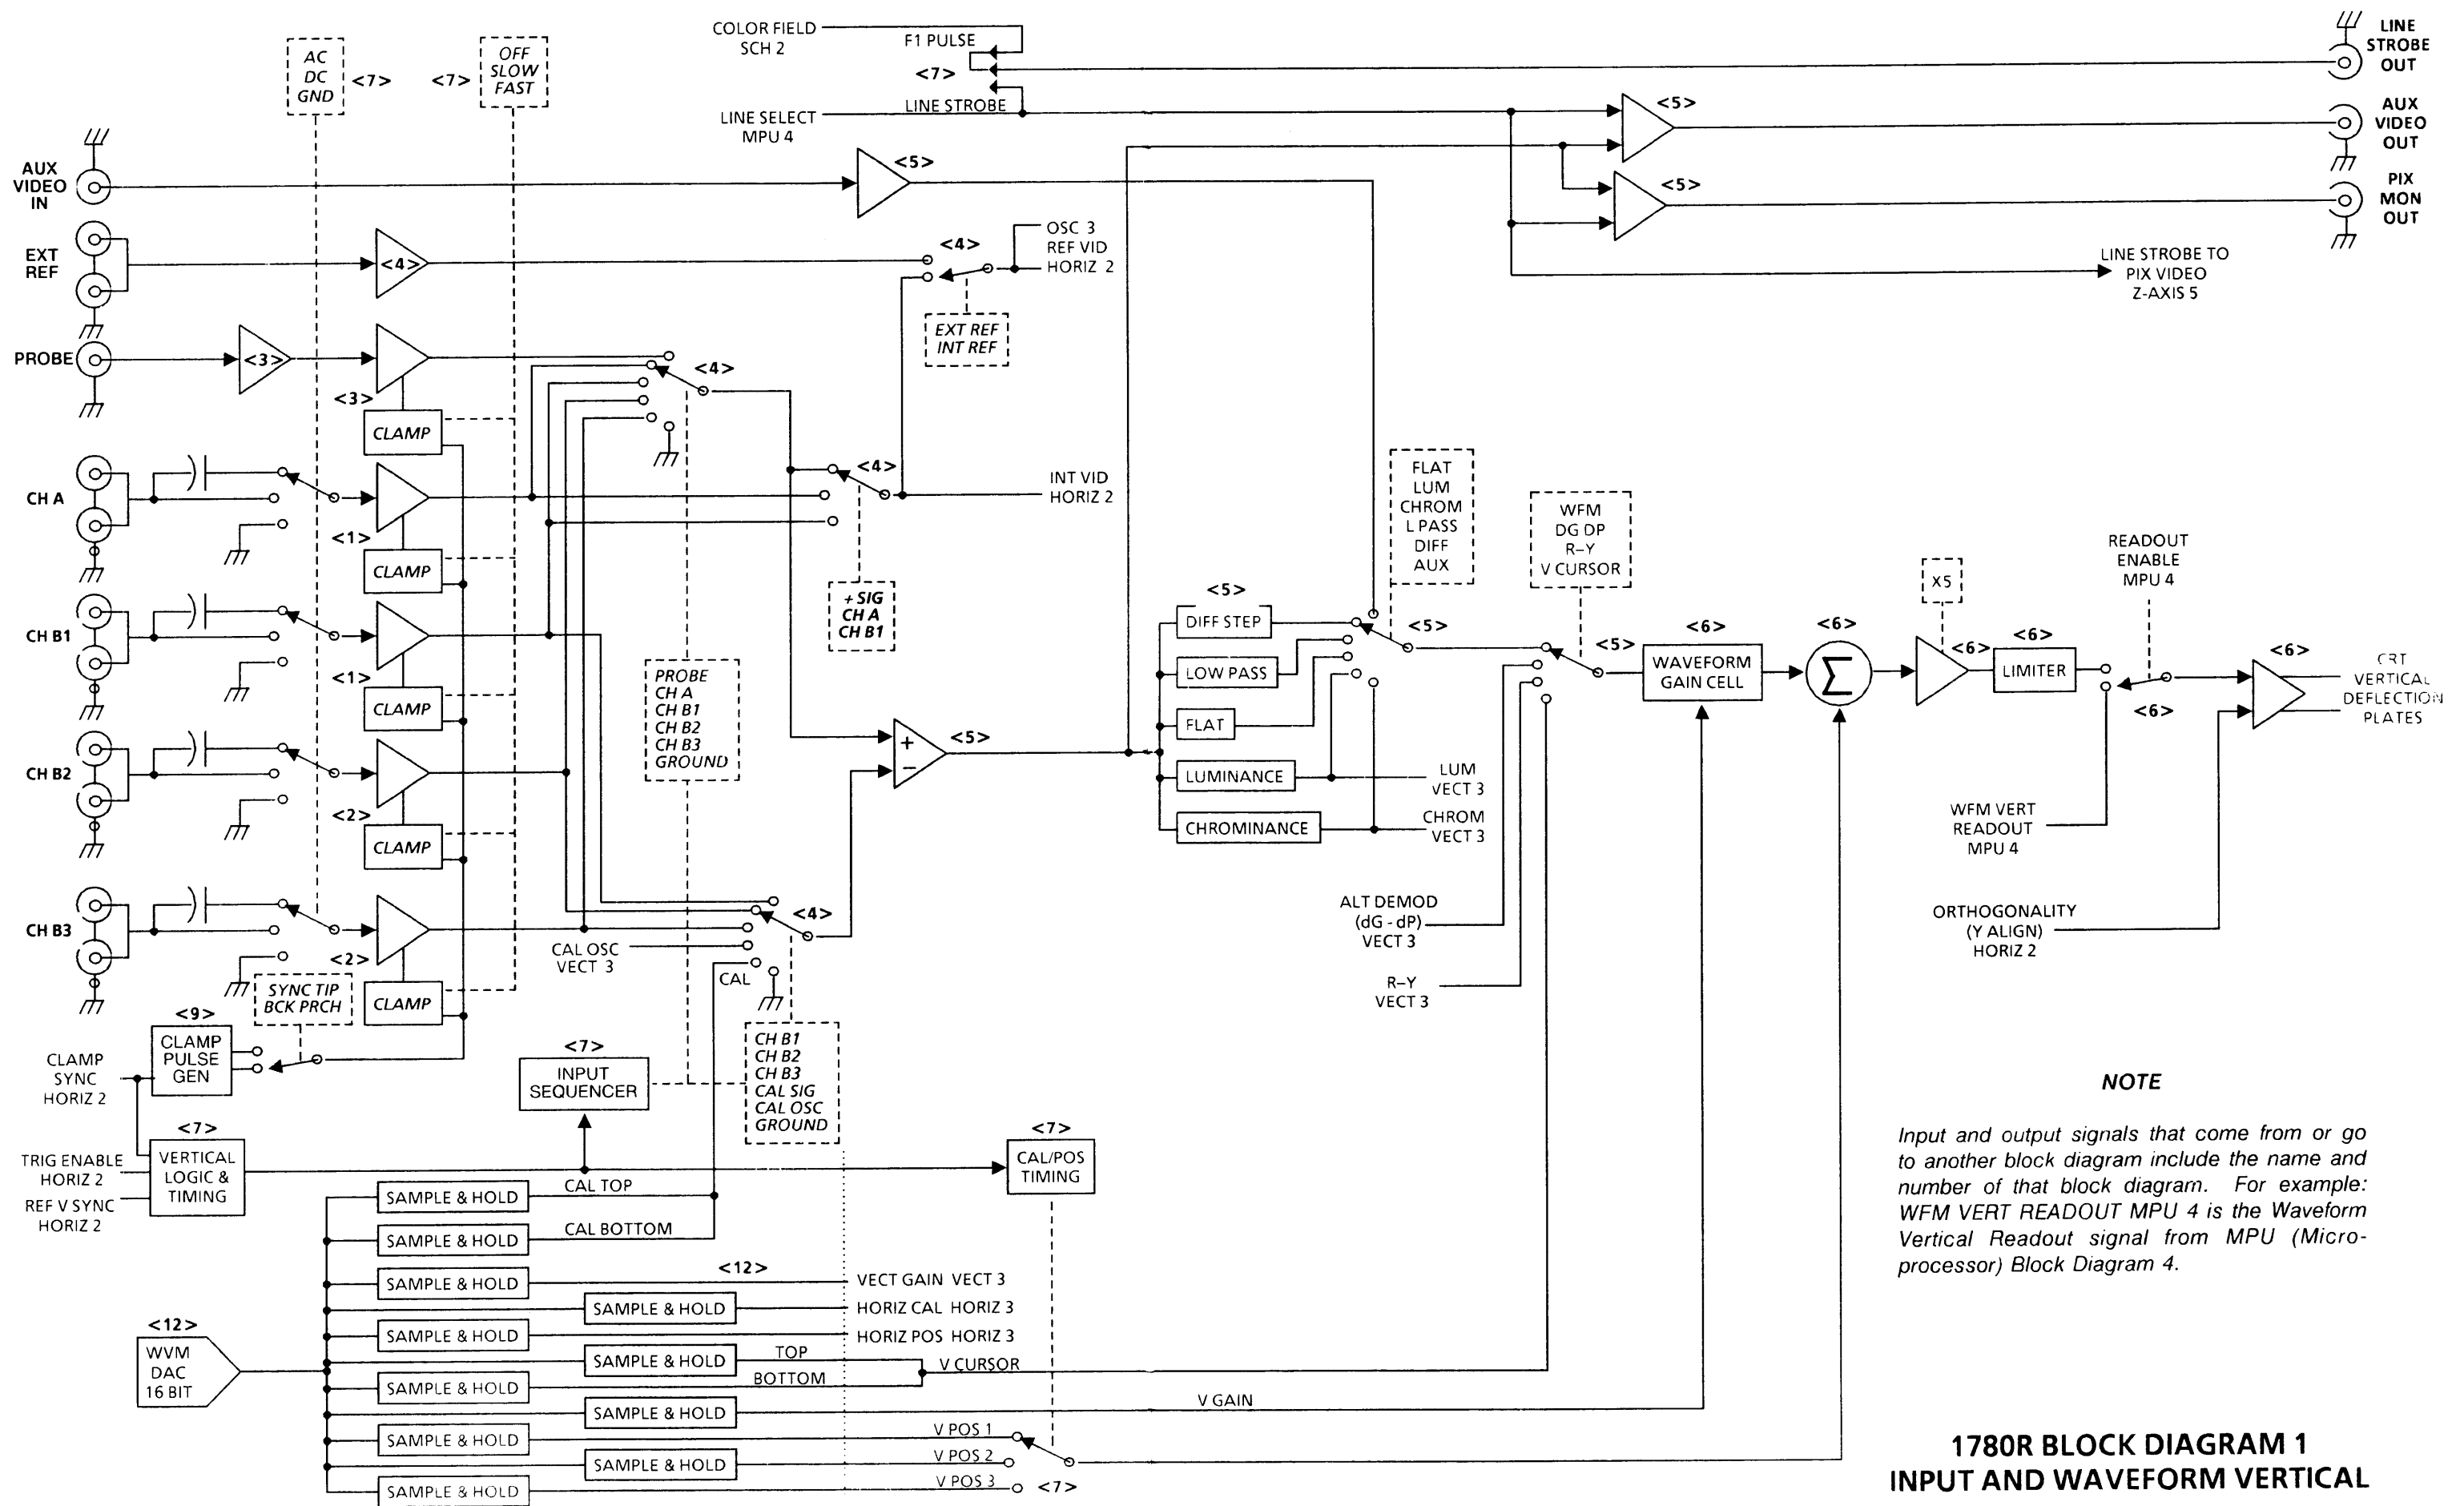 COLOR FIELD
SCH 2
F1 PULSE
<7>
LINE SELECT
MPU 4
LINE STROBE
LINE
STROBE
OUT
AUX
VIDEO
OUT
PIX
MON
OUT
<5>
<5>
LINE STROBE TO
PIX VIDEO
Z-AXIS 5
AC
DC
GND
<7>
<7>
OFF
SLOW
FAST
AUX
VIDEO
IN
<5>
EXT
REF
<4>
<4>
OSC 3
REF VID
HORIZ 2
EXT REF
INT REF
PROBE
<3>
<3>
CLAMP
<4>
CH A
<1>
CLAMP
<4>
INT VID
HORIZ 2
+ SIG
CH A
CH B1
CH B1
<1>
CLAMP
PROBE
CH A
CH B1
CH B2
CH B3
GROUND
CH B2
<2>
CLAMP
+
−
<5>
CH B3
<2>
CLAMP
CAL OSC
VECT 3
CAL
<4>
SYNC TIP
BCK PRCH
CH B1
CH B2
CH B3
CAL SIG
CAL OSC
GROUND
<5>
DIFF STEP
LOW PASS
FLAT
LUMINANCE
CHROMINANCE
LUM
VECT 3
CHROM
VECT 3
FLAT
LUM
CHROM
L PASS
DIFF
AUX
<5>
WFM
DG DP
R–Y
V CURSOR
<5>
ALT DEMOD
(dG - dP)
VECT 3
R–Y
VECT 3
<6>
WAVEFORM
GAIN CELL
<6>
Σ
X5
<6>
<6>
LIMITER
READOUT
ENABLE
MPU 4
<6>
<6>
CRT
VERTICAL
DEFLECTION
PLATES
WFM VERT
READOUT
MPU 4
ORTHOGONALITY
(Y ALIGN)
HORIZ 2
<9>
CLAMP
PULSE
GEN
CLAMP
SYNC
HORIZ 2
<7>
INPUT
SEQUENCER
<7>
VERTICAL
LOGIC &
TIMING
TRIG ENABLE
HORIZ 2
REF V SYNC
HORIZ 2
<7>
CAL/POS
TIMING
SAMPLE & HOLD
CAL TOP
SAMPLE & HOLD
CAL BOTTOM
SAMPLE & HOLD
<12>
VECT GAIN VECT 3
SAMPLE & HOLD
HORIZ CAL HORIZ 3
SAMPLE & HOLD
HORIZ POS HORIZ 3
<12>
WVM
DAC
16 BIT
SAMPLE & HOLD
TOP
V CURSOR
SAMPLE & HOLD
BOTTOM
SAMPLE & HOLD
V GAIN
SAMPLE & HOLD
V POS 1
SAMPLE & HOLD
V POS 2
SAMPLE & HOLD
V POS 3
<7>
NOTE
Input and output signals that come from or go
to another block diagram include the name and
number of that block diagram. For example:
WFM VERT READOUT MPU 4 is the Waveform
Vertical Readout signal from MPU (Micro-
processor) Block Diagram 4.
1780R BLOCK DIAGRAM 1
INPUT AND WAVEFORM VERTICAL